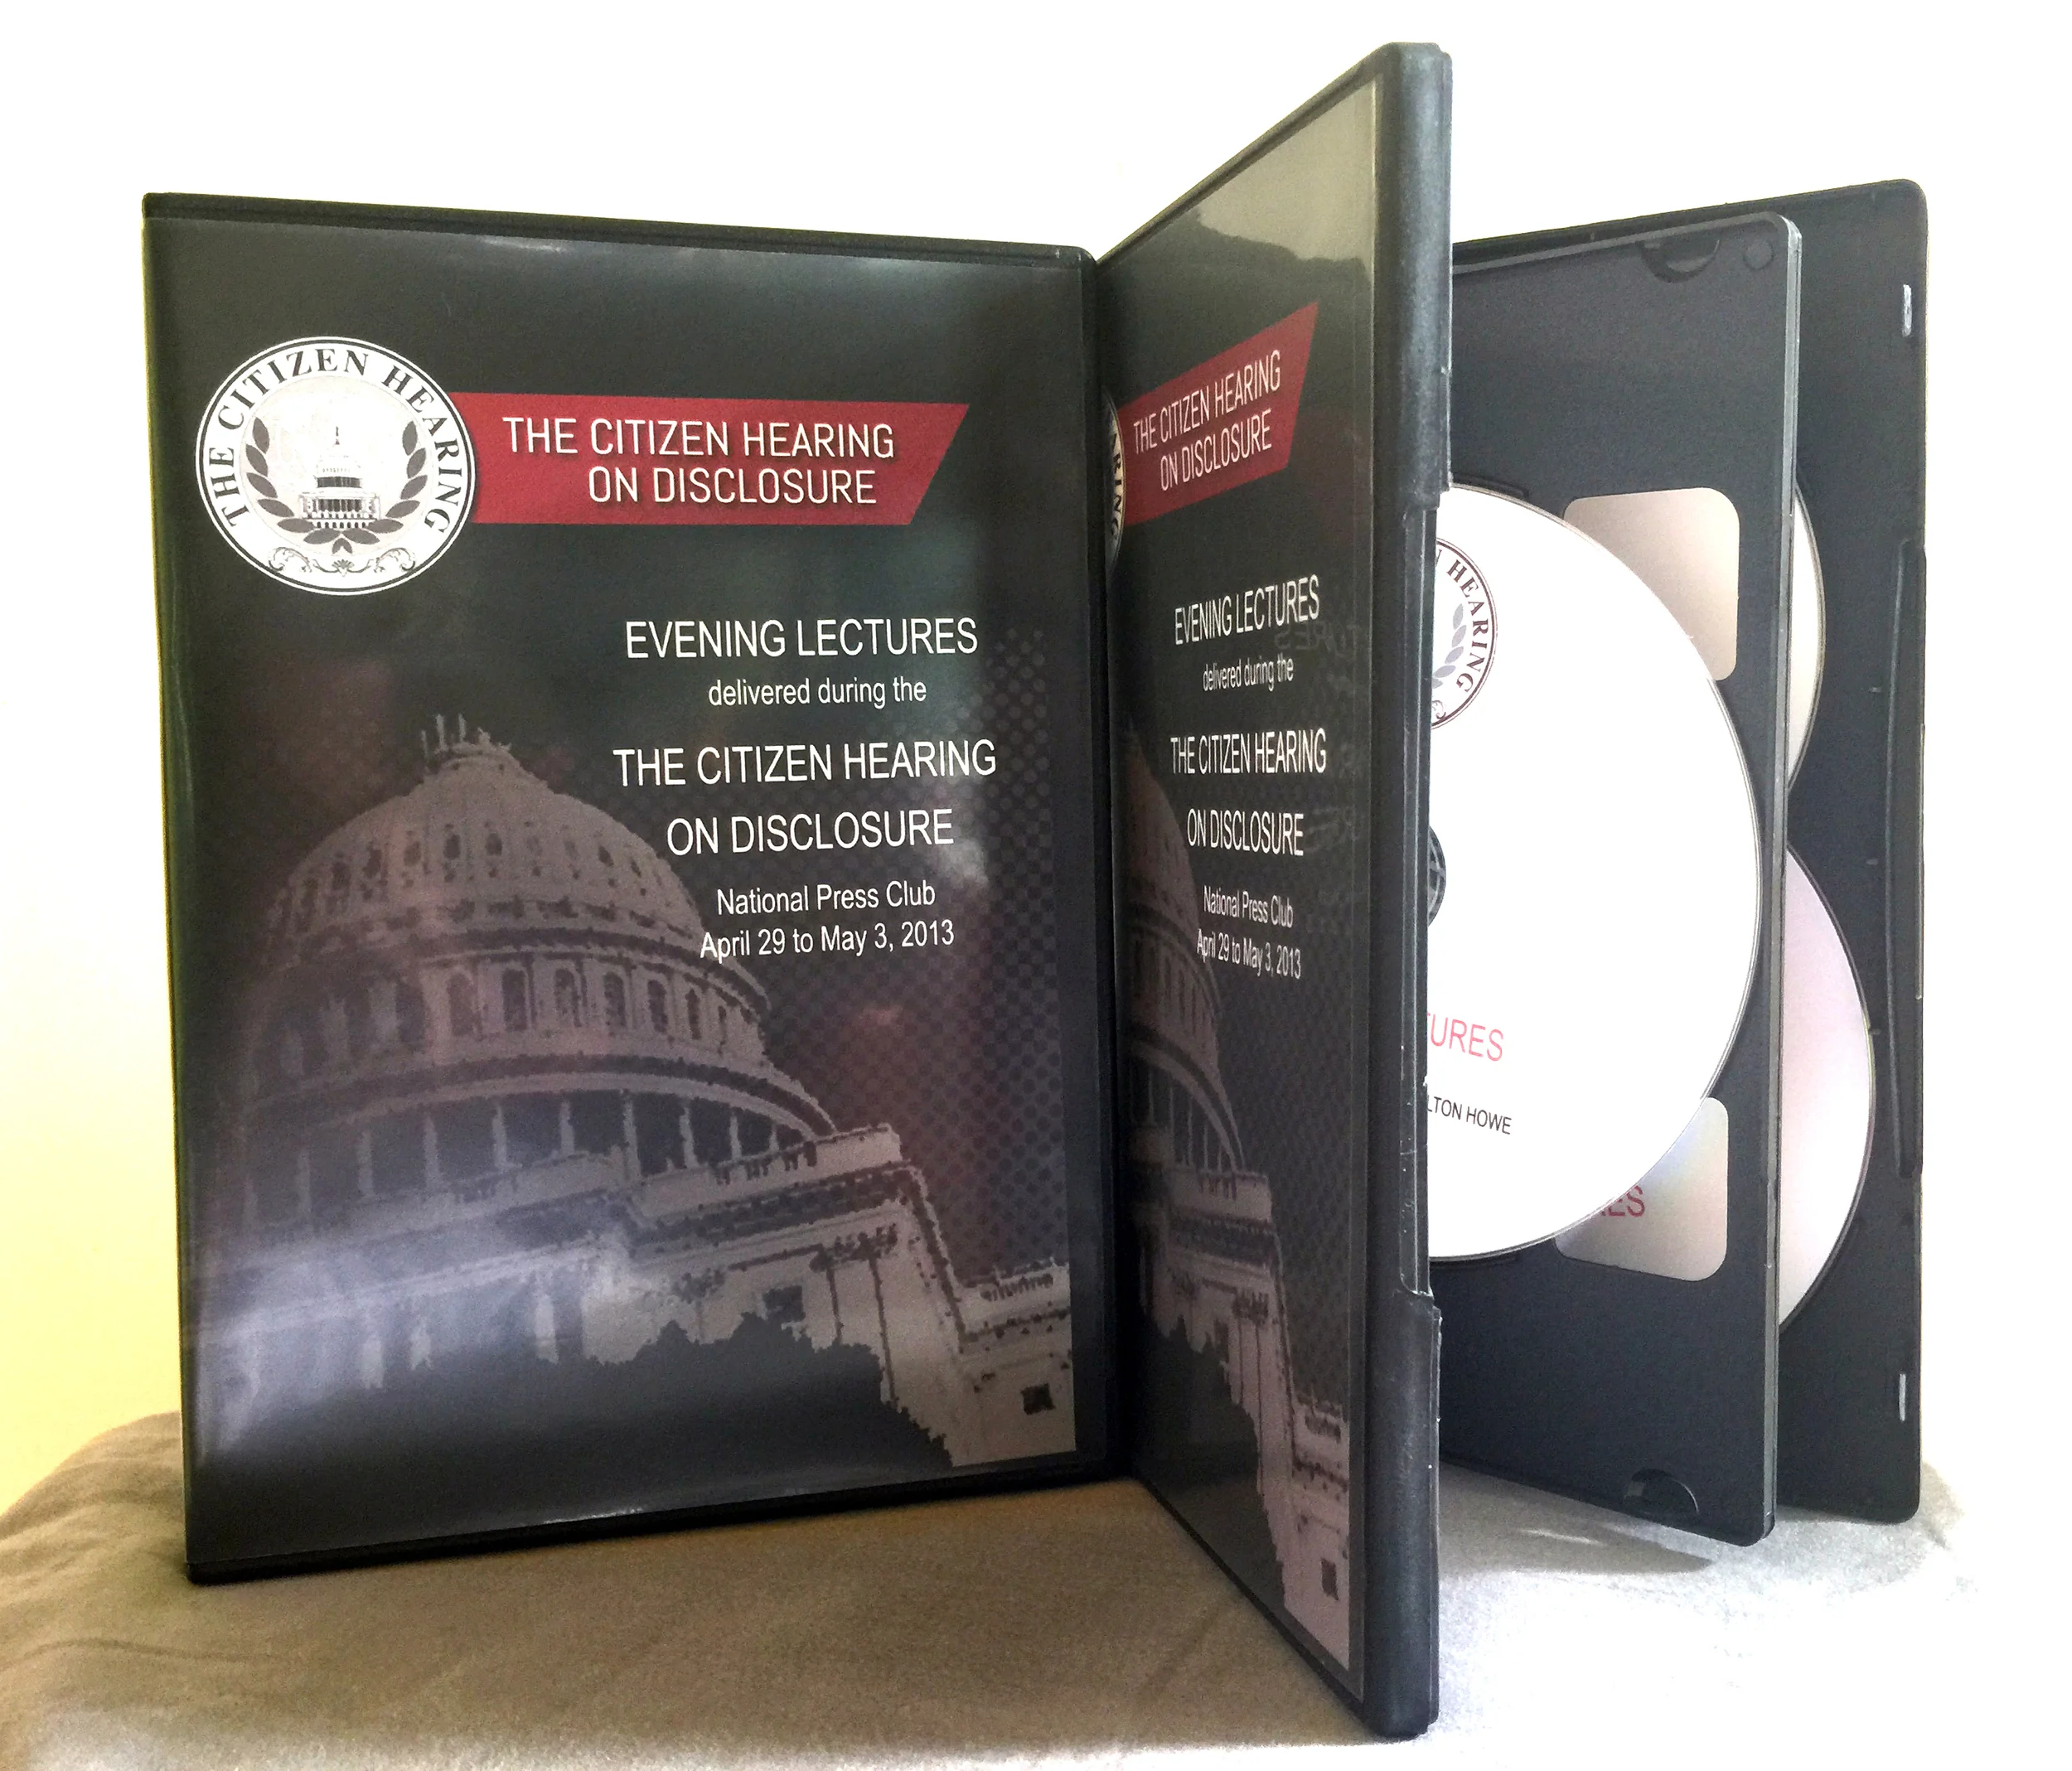 THE CITIZEN HEARING
THE CITIZEN HEARING
ON DISCLOSURE
EVENING LECTURES
delivered during the
THE CITIZEN HEARING
ON DISCLOSURE
National Press Club
April 29 to May 3, 2013
THE CITIZEN HEARING
ON DISCLOSURE
EVENING LECTURES
delivered during the
THE CITIZEN HEARING
ON DISCLOSURE
National Press Club
April 29 to May 3, 2013
HEARING
TURES
LTON HOWE